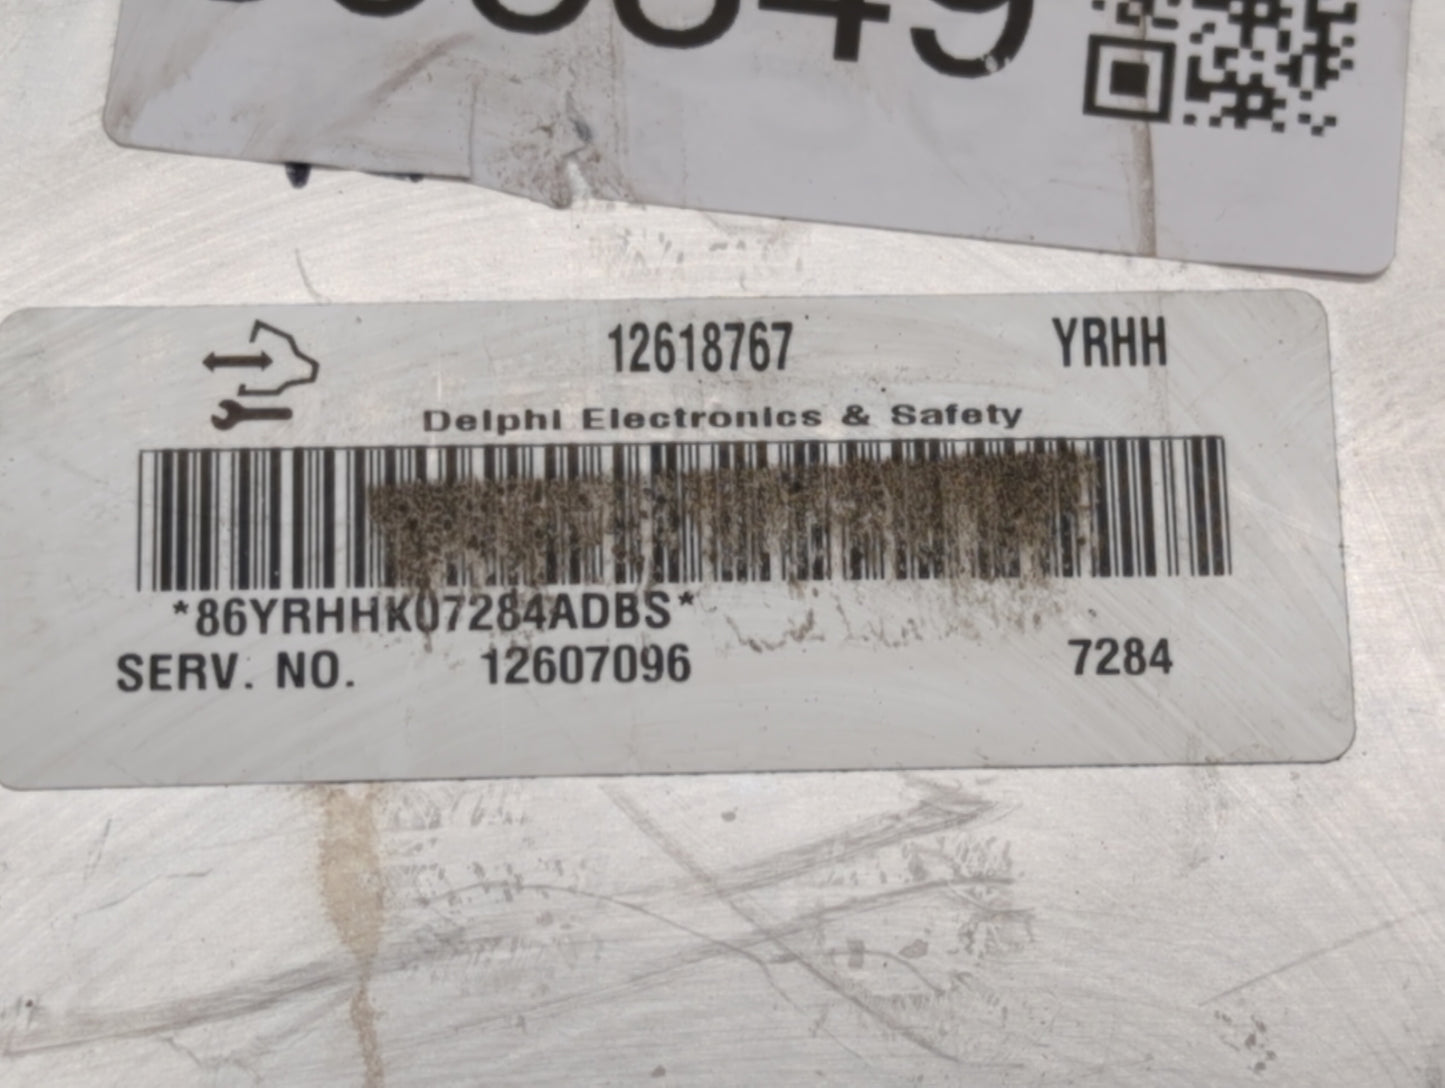 12618767 YRHH
Delphi Electronics & Safety
*86YRHHK07284ADBS*
SERV. NO. 12607096 7284